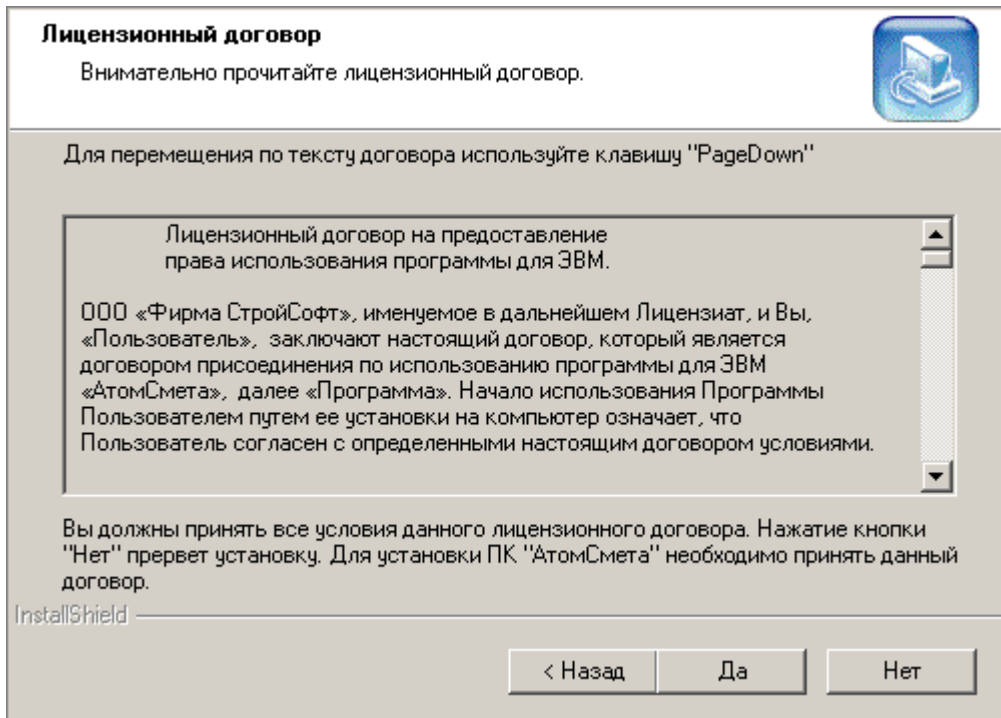 Лицензионный договор
Внимательно прочитайте лицензионный договор.
Для перемещения по тексту договора используйте клавишу "PageDown"
Лицензионный договор на предоставление
права использования программы для ЭВМ.
ООО «Фирма СтройСофт», именуемое в дальнейшем Лицензиат, и Вы,
«Пользователь», заключают настоящий договор, который является
договором присоединения по использованию программы для ЭВМ
«АтомСмета», далее «Программа». Начало использования Программы
Пользователем путем ее установки на компьютер означает, что
Пользователь согласен с определенными настоящим договором условиями.
Вы должны принять все условия данного лицензионного договора. Нажатие кнопки
"Нет" прервет установку. Для установки ПК "АтомСмета" необходимо принять данный
договор.
InstallShield
< Назад
Да
Нет